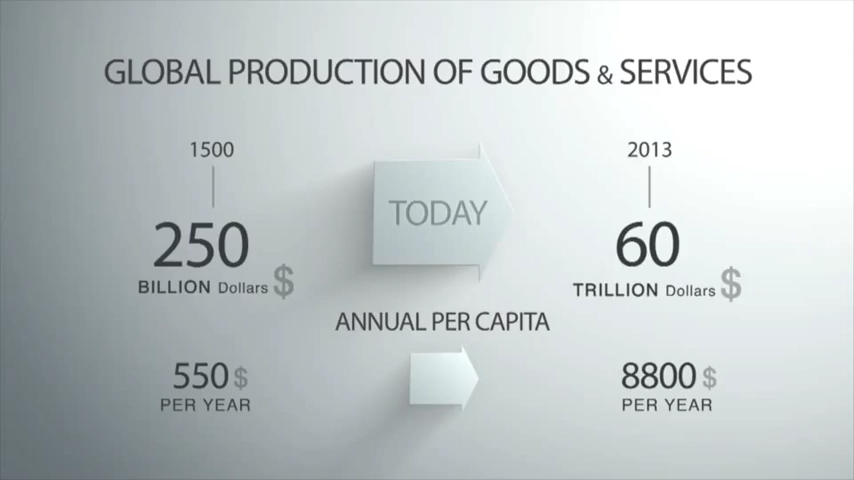 GLOBAL PRODUCTION OF GOODS & SERVICES
1500
TODAY
2013
250
BILLION Dollars $
60
TRILLION Dollars $
ANNUAL PER CAPITA
550 $
PER YEAR
8800 $
PER YEAR